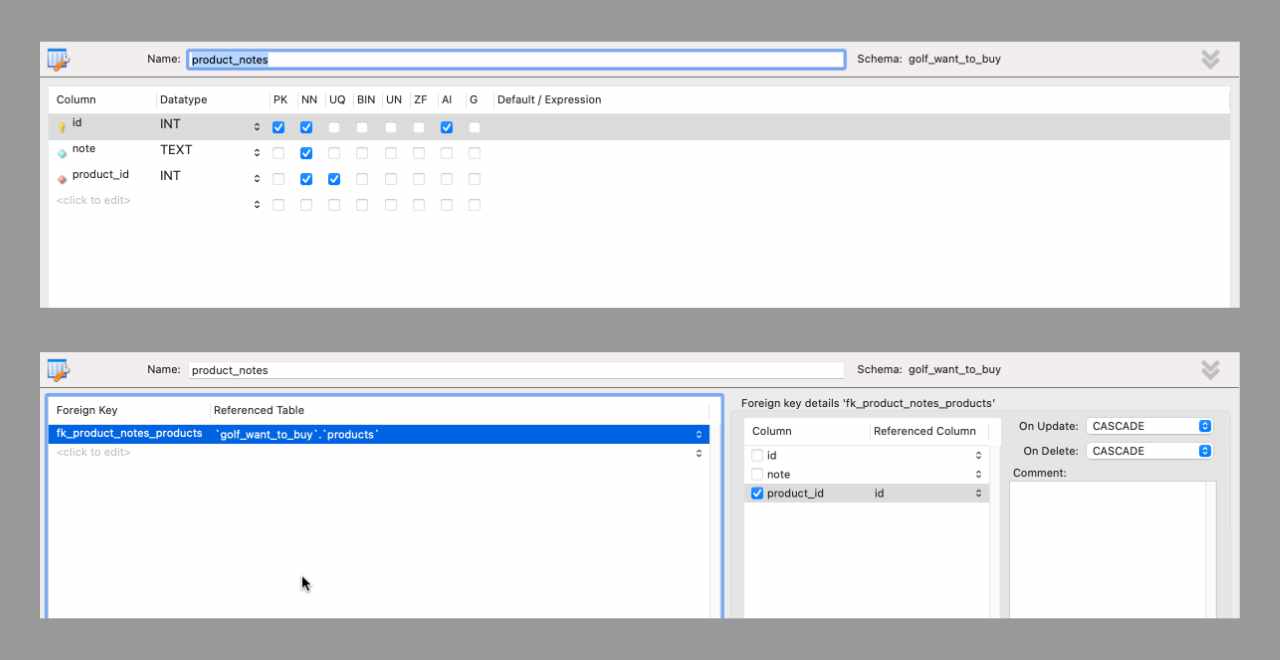 Name: product_notes Schema: golf_want_to_buy
Column Datatype PK NN UQ BIN UN ZF AI G Default / Expression
id INT
note TEXT
product_id INT
<click to edit>
Name: product_notes Schema: golf_want_to_buy
Foreign Key Referenced Table
fk_product_notes_products `golf_want_to_buy`.`products`
<click to edit>
Foreign key details 'fk_product_notes_products'
Column Referenced Column
id
note
product_id id
On Update: CASCADE
On Delete: CASCADE
Comment: